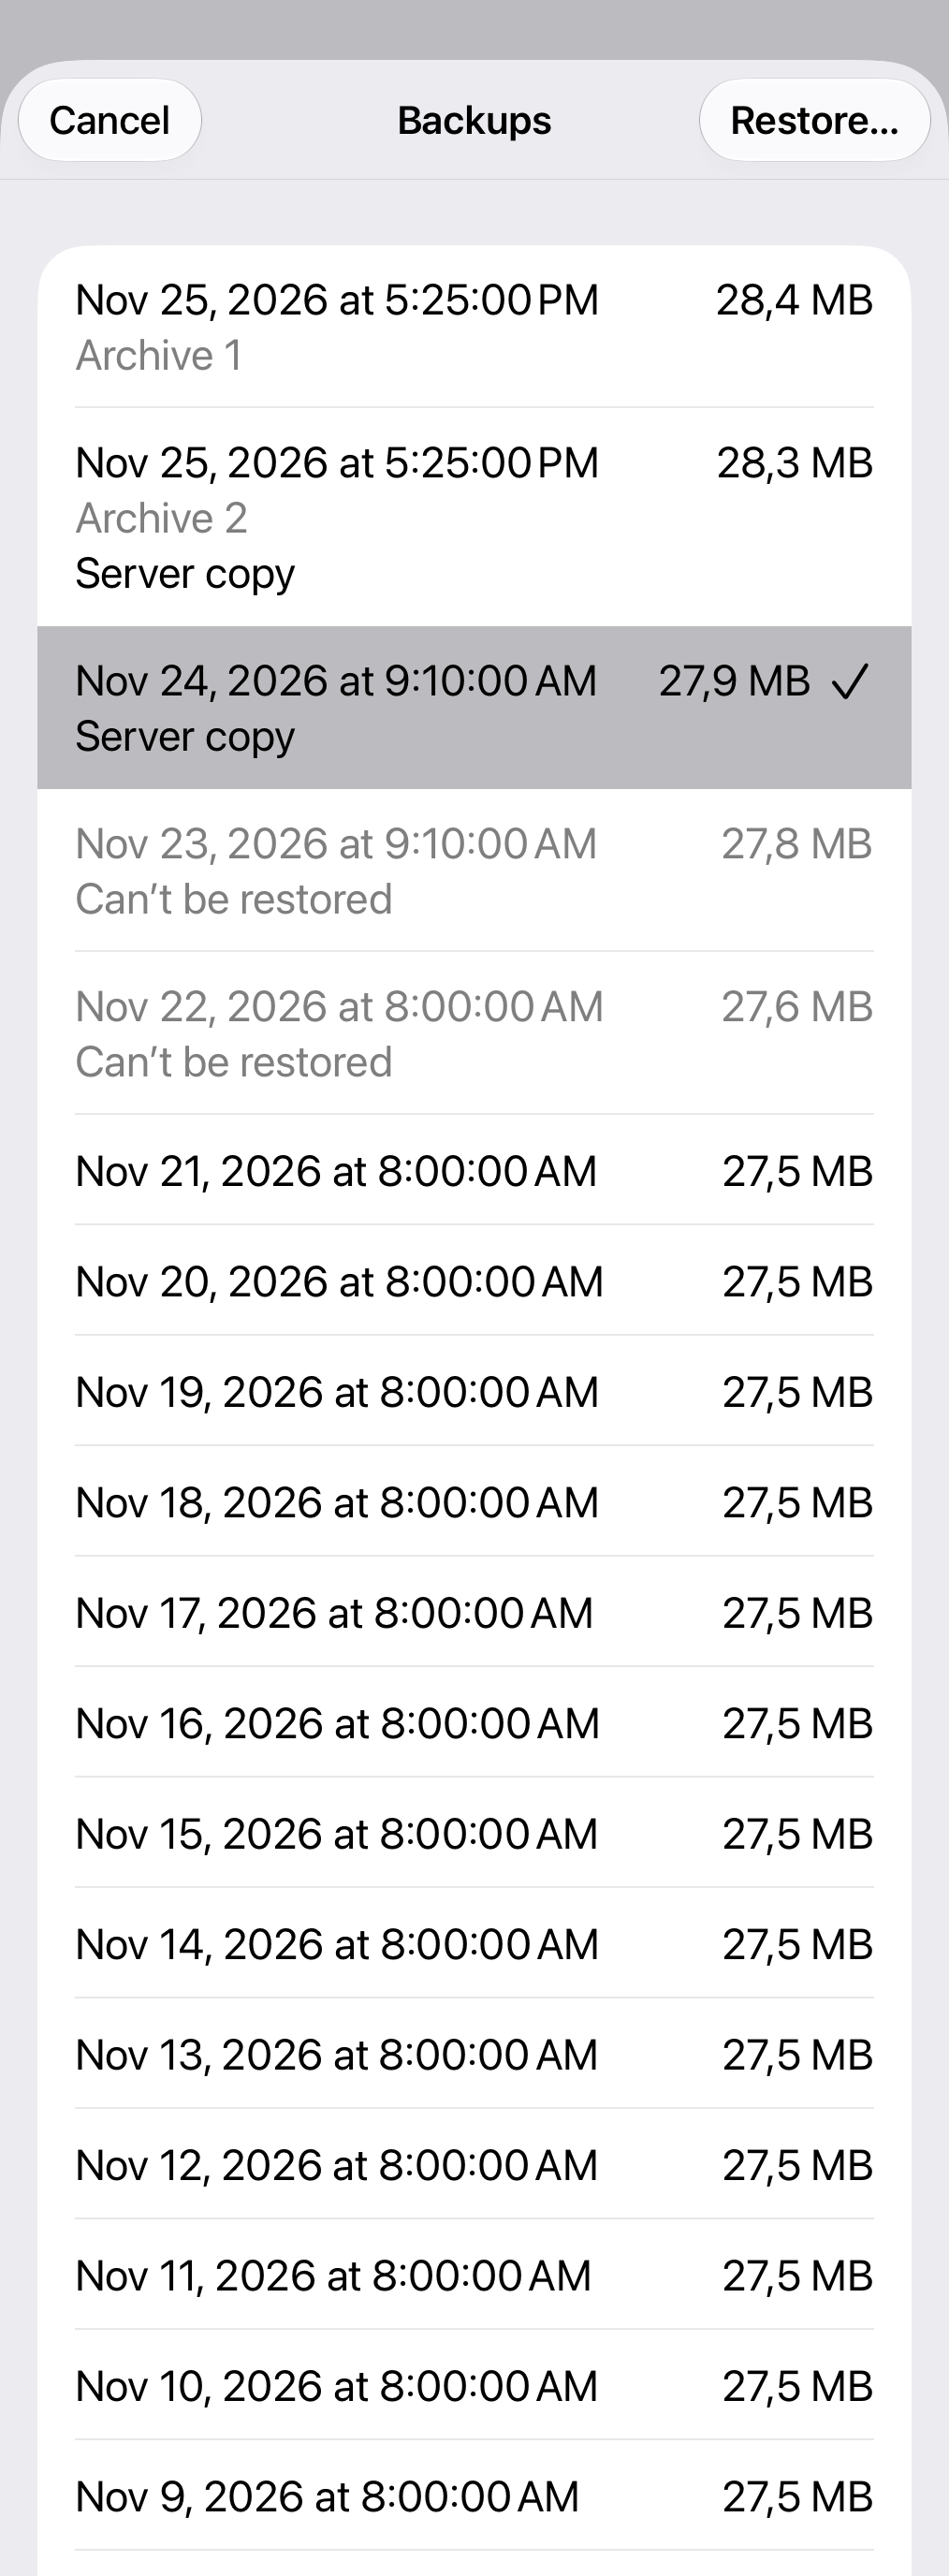 Cancel
Backups
Restore...
Nov 25, 2026 at 5:25:00 PM 28,4 MB
Archive 1
Nov 25, 2026 at 5:25:00 PM 28,3 MB
Archive 2
Server copy
Nov 24, 2026 at 9:10:00 AM 27,9 MB ✓
Server copy
Nov 23, 2026 at 9:10:00 AM 27,8 MB
Can’t be restored
Nov 22, 2026 at 8:00:00 AM 27,6 MB
Can’t be restored
Nov 21, 2026 at 8:00:00 AM 27,5 MB
Nov 20, 2026 at 8:00:00 AM 27,5 MB
Nov 19, 2026 at 8:00:00 AM 27,5 MB
Nov 18, 2026 at 8:00:00 AM 27,5 MB
Nov 17, 2026 at 8:00:00 AM 27,5 MB
Nov 16, 2026 at 8:00:00 AM 27,5 MB
Nov 15, 2026 at 8:00:00 AM 27,5 MB
Nov 14, 2026 at 8:00:00 AM 27,5 MB
Nov 13, 2026 at 8:00:00 AM 27,5 MB
Nov 12, 2026 at 8:00:00 AM 27,5 MB
Nov 11, 2026 at 8:00:00 AM 27,5 MB
Nov 10, 2026 at 8:00:00 AM 27,5 MB
Nov 9, 2026 at 8:00:00 AM 27,5 MB